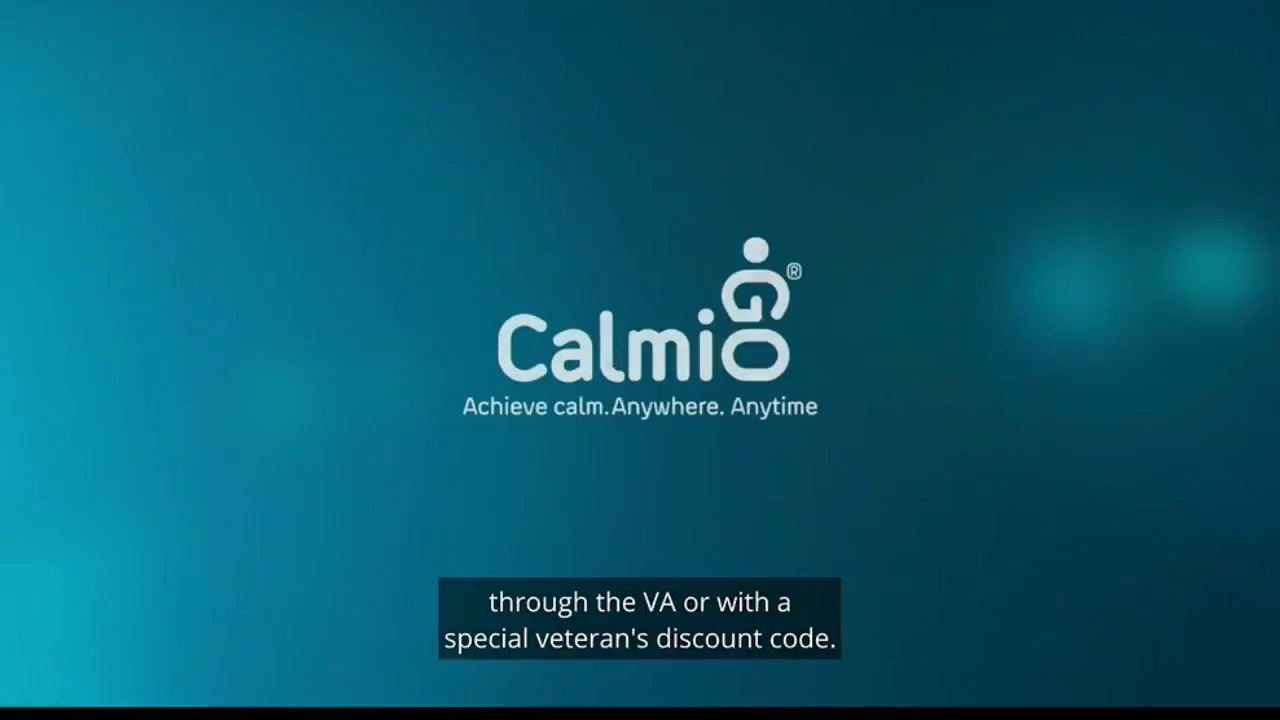 CalmiGO®
Achieve calm. Anywhere. Anytime
through the VA or with a
special veteran's discount code.